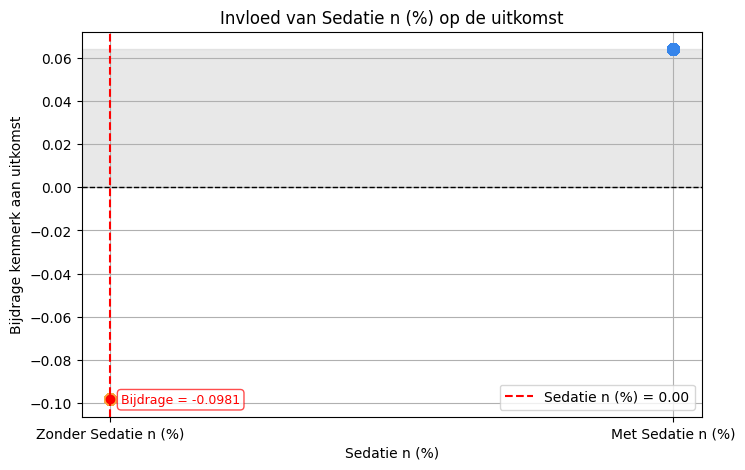 Invloed van Sedatie n (%) op de uitkomst
Bijdrage kenmerk aan uitkomst
0.06
0.04
0.02
0.00
−0.02
−0.04
−0.06
−0.08
−0.10
Bijdrage = -0.0981
Sedatie n (%) = 0.00
Zonder Sedatie n (%)
Met Sedatie n (%)
Sedatie n (%)